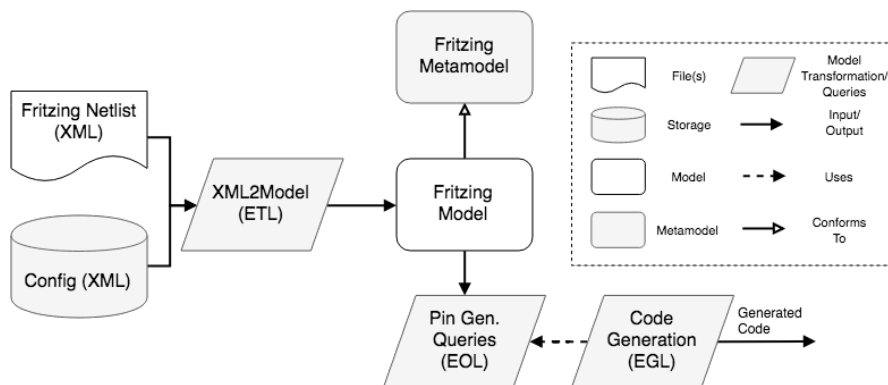 Fritzing
Metamodel
Fritzing Netlist
(XML)
XML2Model
(ETL)
Fritzing
Model
Config (XML)
Pin Gen.
Queries
(EOL)
Code
Generation
(EGL)
Generated
Code
File(s)
Model
Transformation/
Queries
Storage
Input/
Output
Model
Uses
Metamodel
Conforms
To